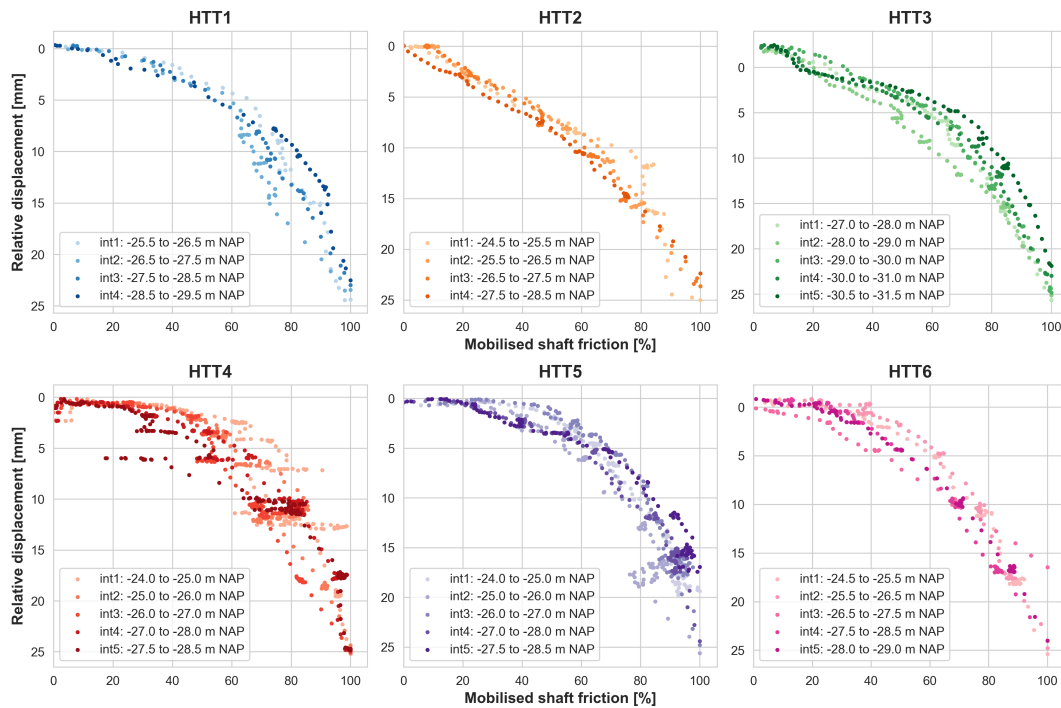 HTT1
HTT2
HTT3
Relative displacement [mm]
0
5
10
15
20
25
0 20 40 60 80 100
int1: -25.5 to -26.5 m NAP
int2: -26.5 to -27.5 m NAP
int3: -27.5 to -28.5 m NAP
int4: -28.5 to -29.5 m NAP
0
5
10
15
20
25
0 20 40 60 80 100
int1: -24.5 to -25.5 m NAP
int2: -25.5 to -26.5 m NAP
int3: -26.5 to -27.5 m NAP
int4: -27.5 to -28.5 m NAP
Mobilised shaft friction [%]
0
5
10
15
20
25
0 20 40 60 80 100
int1: -27.0 to -28.0 m NAP
int2: -28.0 to -29.0 m NAP
int3: -29.0 to -30.0 m NAP
int4: -30.0 to -31.0 m NAP
int5: -30.5 to -31.5 m NAP
HTT4
HTT5
HTT6
Relative displacement [mm]
0
5
10
15
20
25
0 20 40 60 80 100
int1: -24.0 to -25.0 m NAP
int2: -25.0 to -26.0 m NAP
int3: -26.0 to -27.0 m NAP
int4: -27.0 to -28.0 m NAP
int5: -27.5 to -28.5 m NAP
0
5
10
15
20
25
0 20 40 60 80 100
int1: -24.0 to -25.0 m NAP
int2: -25.0 to -26.0 m NAP
int3: -26.0 to -27.0 m NAP
int4: -27.0 to -28.0 m NAP
int5: -27.5 to -28.5 m NAP
Mobilised shaft friction [%]
0
5
10
15
20
25
0 20 40 60 80 100
int1: -24.5 to -25.5 m NAP
int2: -25.5 to -26.5 m NAP
int3: -26.5 to -27.5 m NAP
int4: -27.5 to -28.5 m NAP
int5: -28.0 to -29.0 m NAP